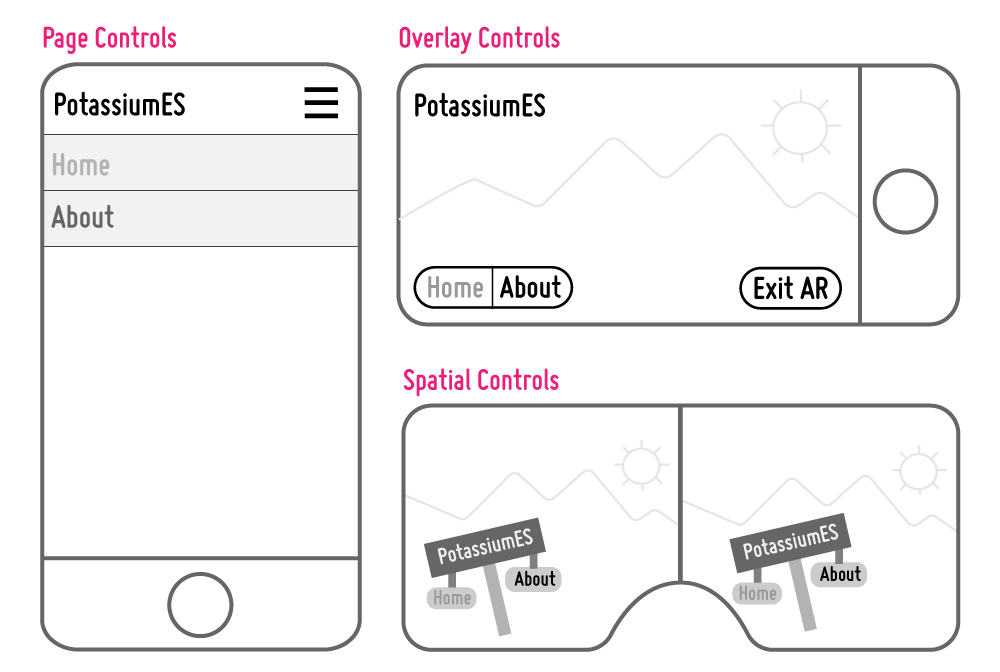 Page Controls
PotassiumES
Home
About
Overlay Controls
PotassiumES
Home About
Exit AR
Spatial Controls
PotassiumES
Home
About
PotassiumES
Home
About